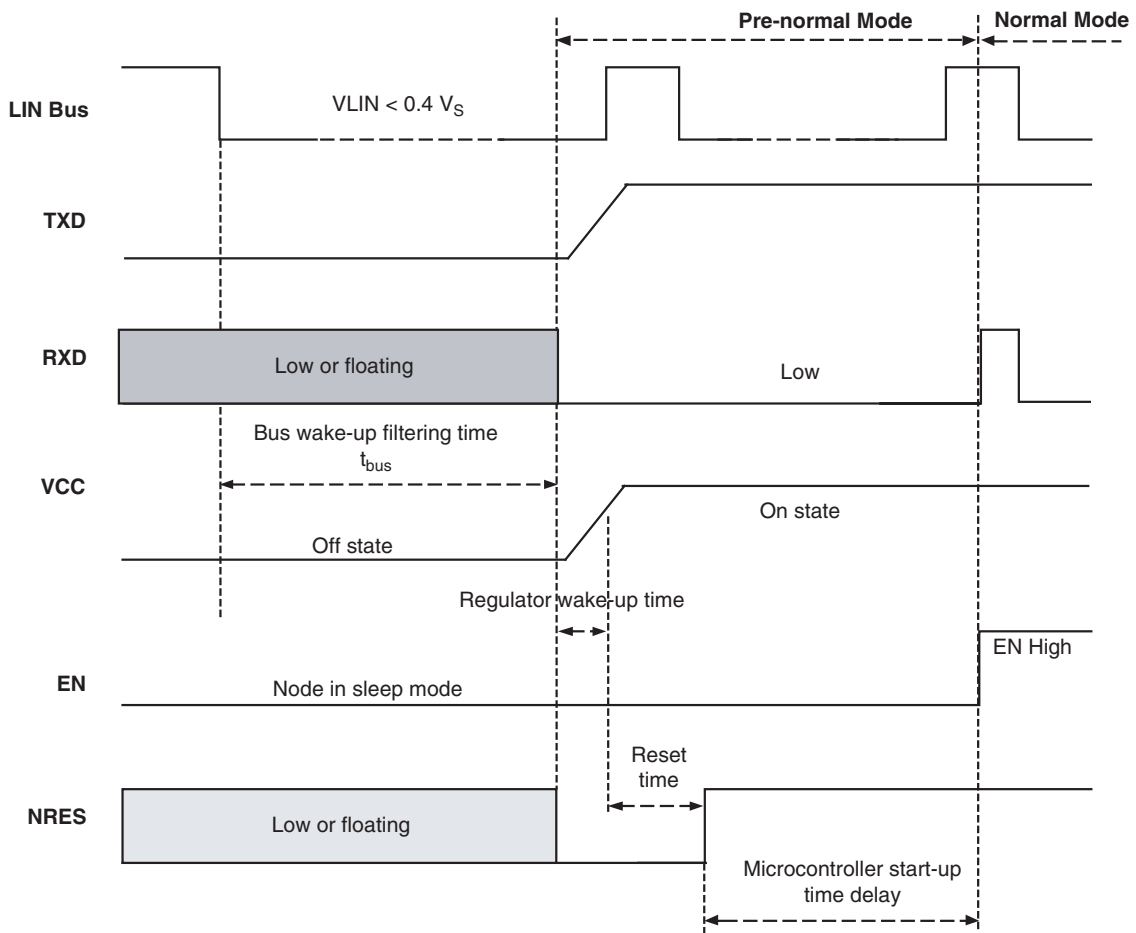 Pre-normal Mode
Normal Mode
LIN Bus
VLIN < 0.4 V_S
TXD
RXD
Low or floating
Low
Bus wake-up filtering time
t_bus
VCC
On state
Off state
Regulator wake-up time
EN High
EN
Node in sleep mode
Reset
time
NRES
Low or floating
Microcontroller start-up
time delay